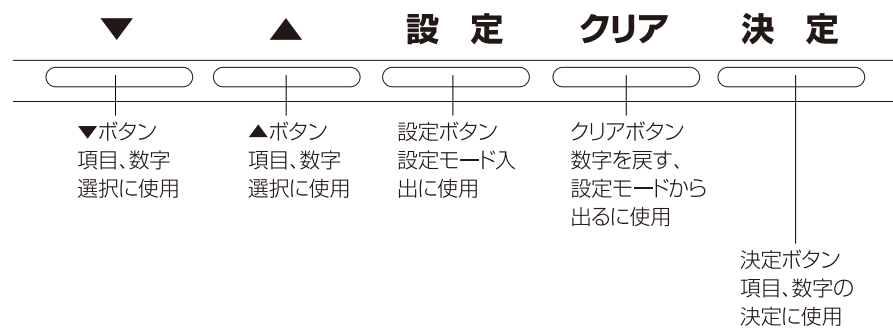 ▼ ▲ 設 定 クリア 決 定
▼ボタン
項目、数字
選択に使用
▲ボタン
項目、数字
選択に使用
設定ボタン
設定モード入
出に使用
クリアボタン
数字を戻す、
設定モードから
出るに使用
決定ボタン
項目、数字の
決定に使用